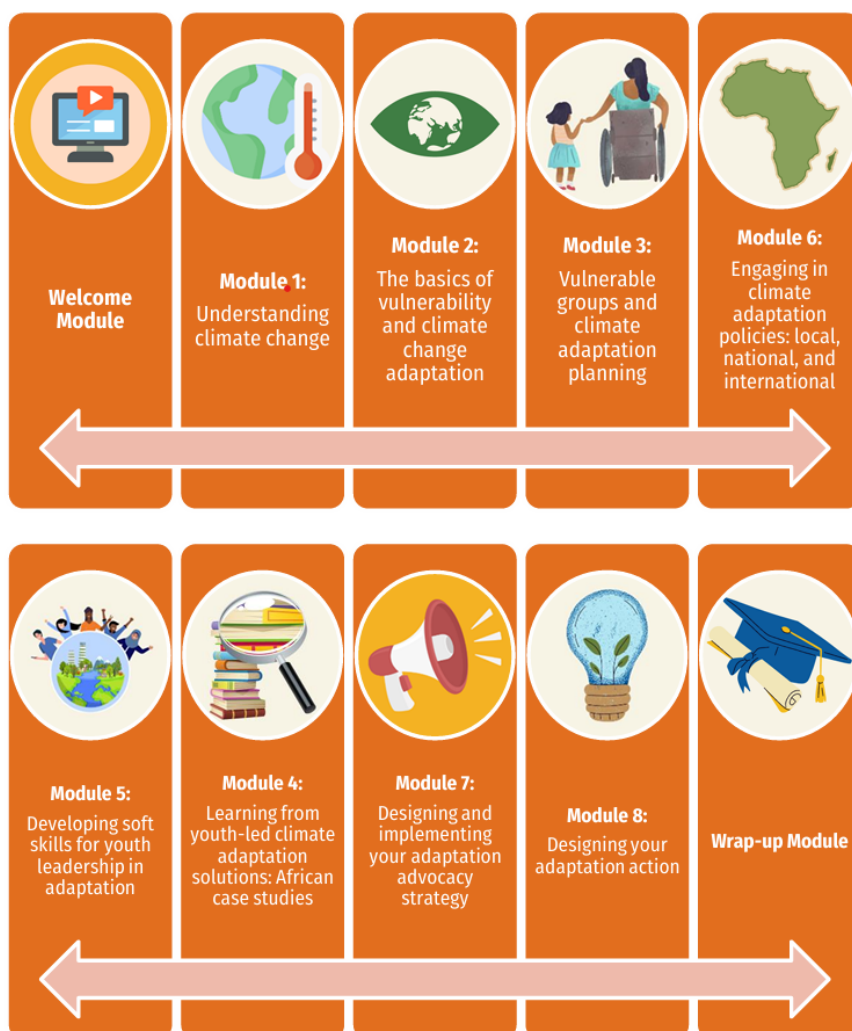 Welcome
Module
Module 1:
Understanding
climate change
Module 2:
The basics of
vulnerability
and climate
change
adaptation
Module 3:
Vulnerable
groups and
climate
adaptation
planning
Module 6:
Engaging in
climate
adaptation
policies: local,
national, and
international
Module 5:
Developing soft
skills for youth
leadership in
adaptation
Module 4:
Learning from
youth-led climate
adaptation
solutions: African
case studies
Module 7:
Designing and
implementing
your adaptation
advocacy
strategy
Module 8:
Designing your
adaptation action
Wrap-up Module